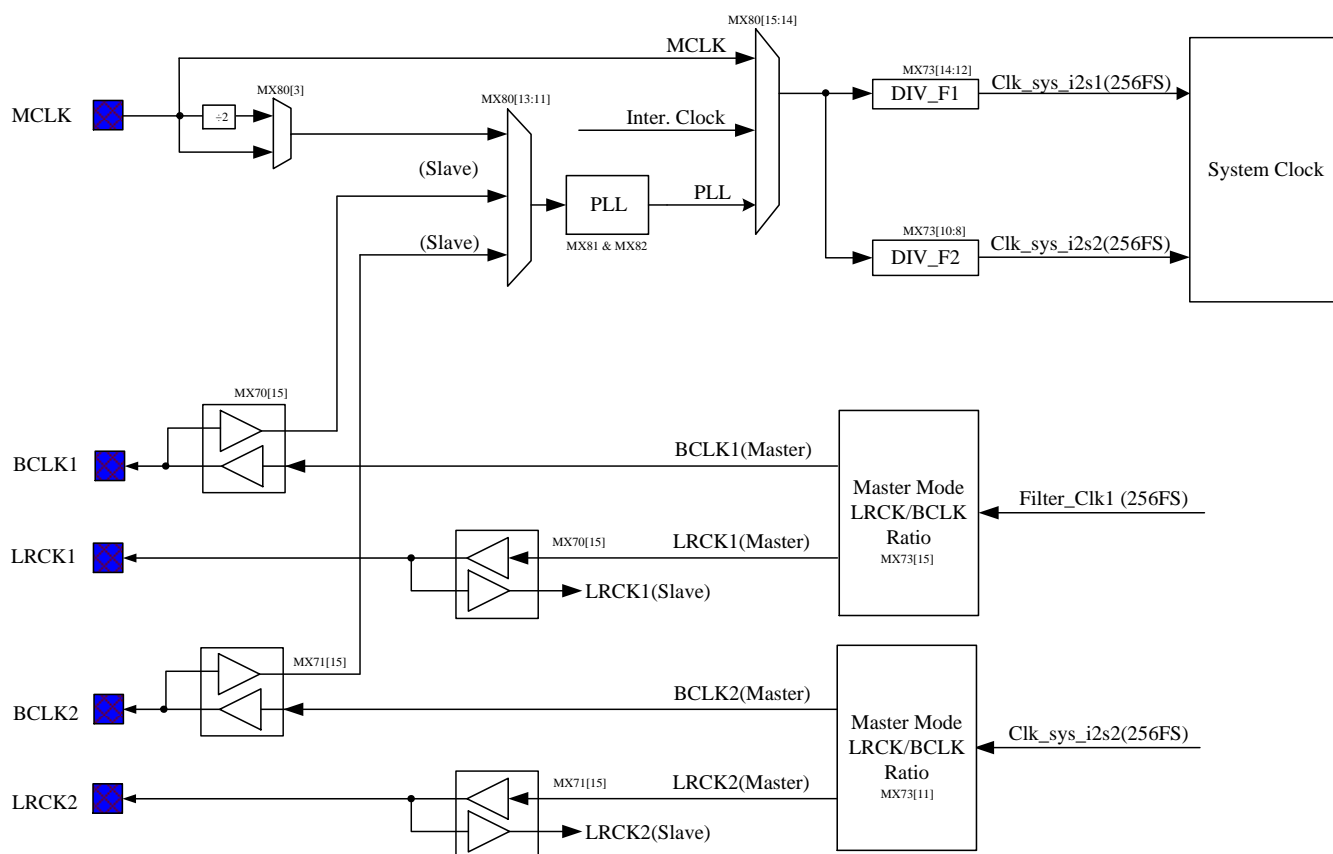 MX80[15:14]
MCLK
MX73[14:12]
Clk_sys_i2s1(256FS)
DIV_F1
MX80[3]
MX80[13:11]
MCLK
÷2
Inter. Clock
(Slave)
System Clock
PLL
PLL
MX73[10:8]
(Slave)
Clk_sys_i2s2(256FS)
MX81 & MX82
DIV_F2
MX70[15]
BCLK1(Master)
BCLK1
Master Mode
LRCK/BCLK
Ratio
MX73[15]
Filter_Clk1 (256FS)
MX70[15]
LRCK1(Master)
LRCK1
LRCK1(Slave)
MX71[15]
BCLK2(Master)
BCLK2
Master Mode
LRCK/BCLK
Ratio
MX73[11]
Clk_sys_i2s2(256FS)
MX71[15]
LRCK2(Master)
LRCK2
LRCK2(Slave)